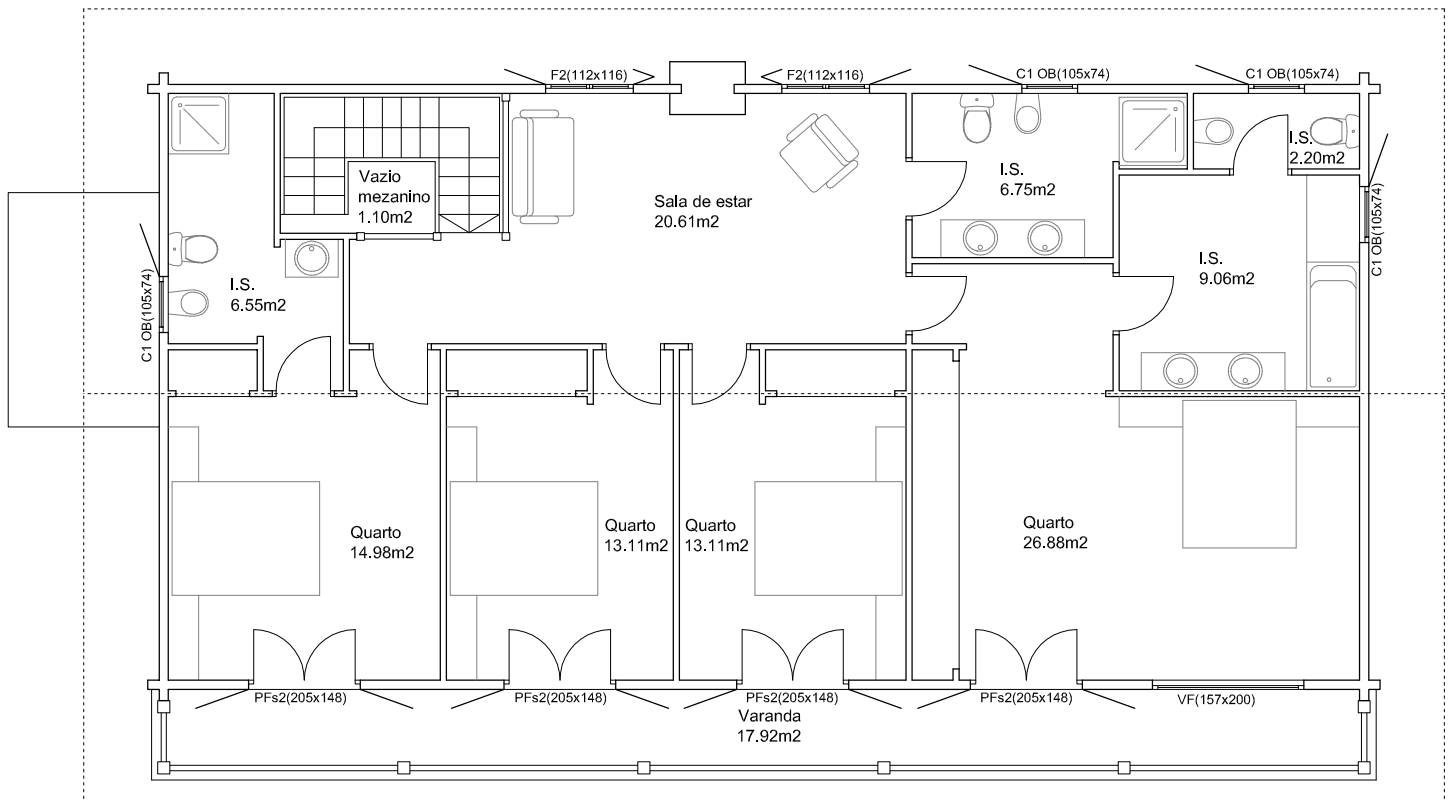 F2(112x116)
F2(112x116)
C1 OB(105x74)
C1 OB(105x74)
Vazio
mezanino
1.10m2
Sala de estar
20.61m2
I.S.
6.75m2
I.S.
2.20m2
C1 OB(105x74)
I.S.
6.55m2
C1 OB(105x74)
I.S.
9.06m2
Quarto
14.98m2
Quarto
13.11m2
Quarto
13.11m2
Quarto
26.88m2
PFs2(205x148)
PFs2(205x148)
PFs2(205x148)
PFs2(205x148)
VF(157x200)
Varanda
17.92m2